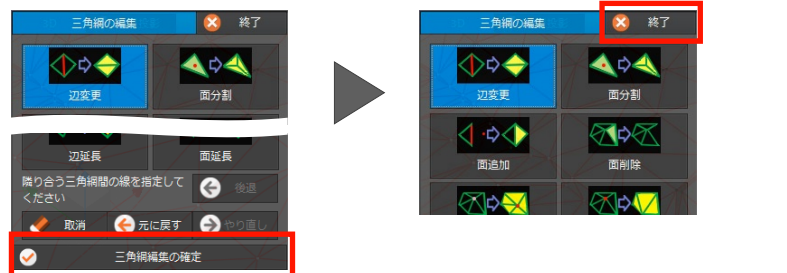 三角網の編集
終了
辺変更
面分割
辺延長
面延長
隣り合う三角網間の線を指定して
ください
後退
取消
元に戻す
やり直し
三角網編集の確定
三角網の編集
終了
辺変更
面分割
面追加
面削除